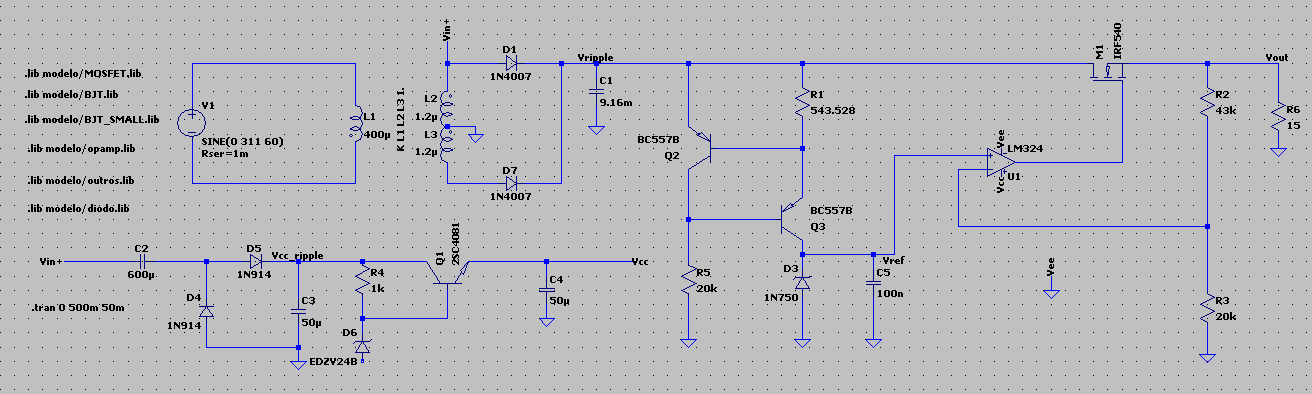 .lib modelo/MOSFET.lib
.lib modelo/BJT.lib
.lib modelo/BJT_SMALL.lib
.lib modelo/opamp.lib
.lib modelo/outros.lib
.lib modelo/diodo.lib
V1
SINE(0 311 60)
Rser=1m
L1
400µ
K L1 L2 L3 1.
Vin+
L2
1.2µ
L3
1.2µ
D1
1N4007
D7
1N4007
Vripple
C1
9.16m
BC557B
Q2
R1
543.528
BC557B
Q3
R5
20k
D3
1N750
Vref
C5
100n
Vee
LM324
Vcc
U1
M1
IRF540
Vout
R2
43k
R6
15
Vee
R3
20k
Vin+
C2
600µ
D5
1N914
Vcc_ripple
D4
1N914
C3
50µ
R4
1k
D6
EDZV24B
Q1
2SC4081
Vcc
C4
50µ
.tran 0 500m 50m